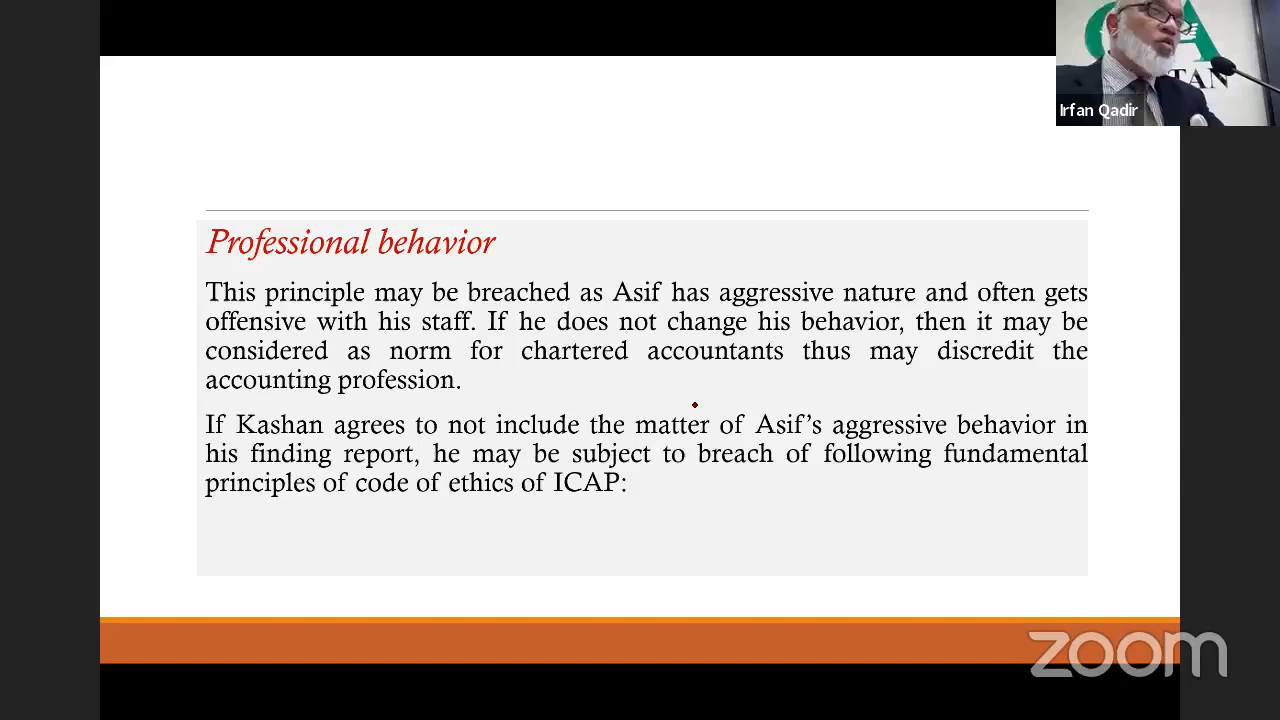 TAN
Irfan Qadir
Professional behavior
This principle may be breached as Asif has aggressive nature and often gets
offensive with his staff. If he does not change his behavior, then it may be
considered as norm for chartered accountants thus may discredit the
accounting profession.
If Kashan agrees to not include the matter of Asif's aggressive behavior in
his finding report, he may be subject to breach of following fundamental
principles of code of ethics of ICAP:
zoom